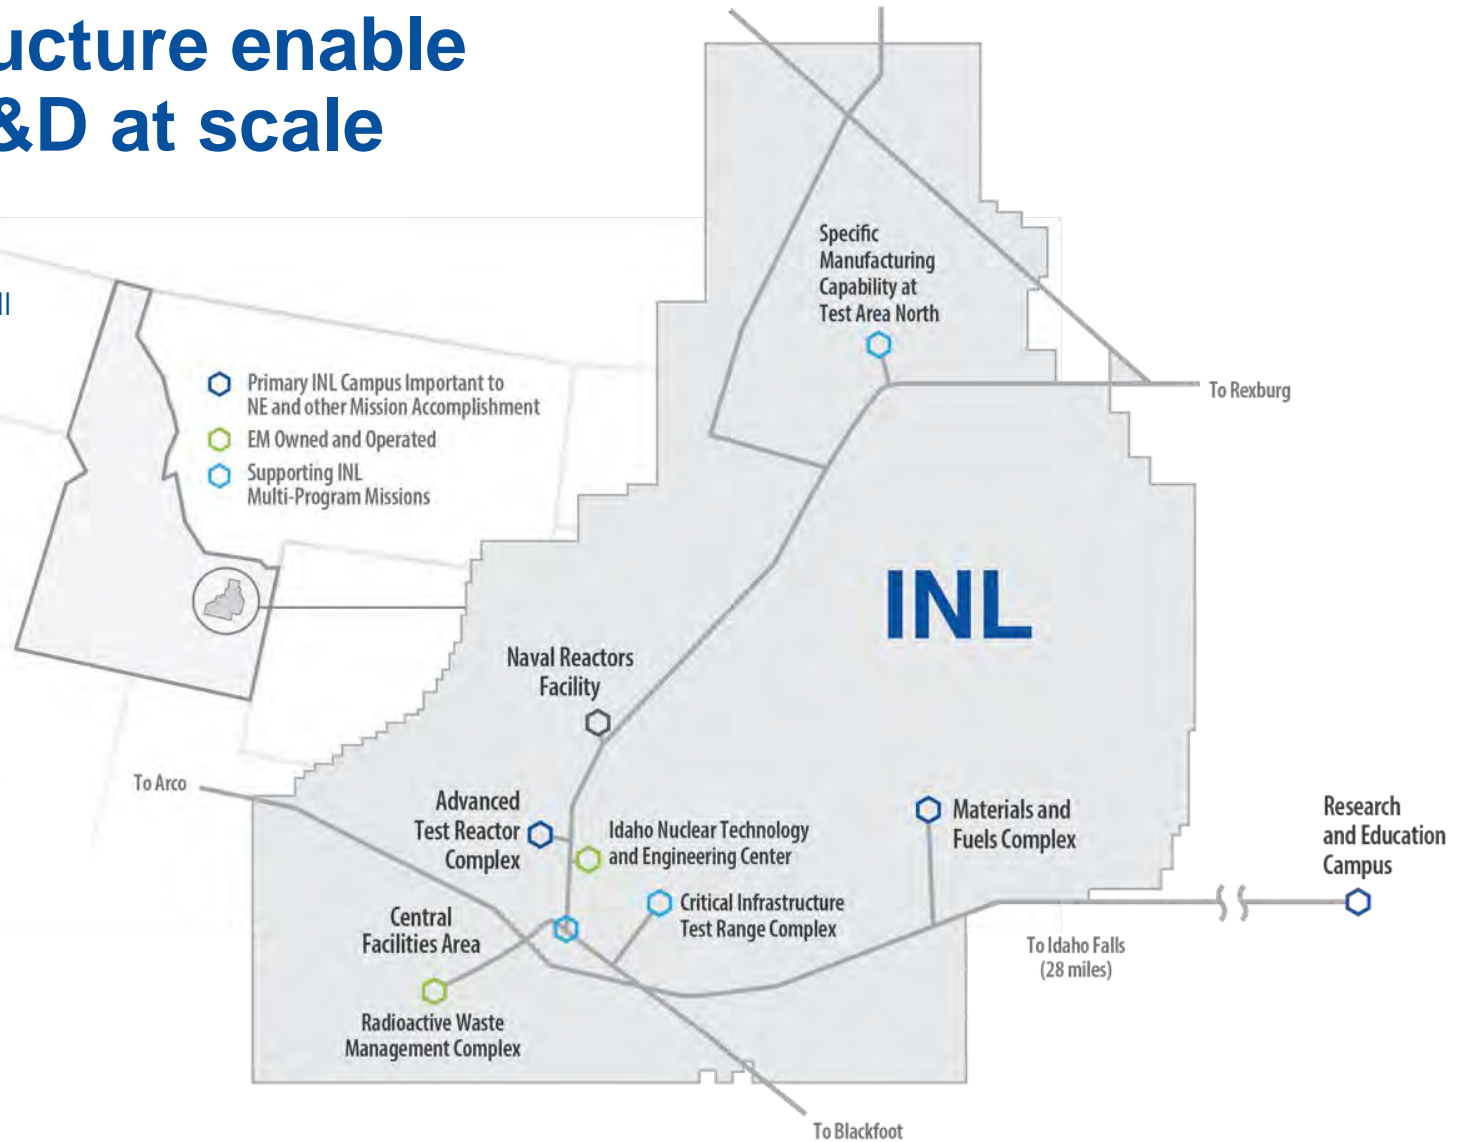 ucture enable
&D at scale
ll
Primary INL Campus Important to
NE and other Mission Accomplishment
EM Owned and Operated
Supporting INL
Multi-Program Missions
Specific
Manufacturing
Capability at
Test Area North
To Rexburg
INL
Naval Reactors
Facility
To Arco
Advanced
Test Reactor
Complex
Idaho Nuclear Technology
and Engineering Center
Materials and
Fuels Complex
Research
and Education
Campus
Central
Facilities Area
Critical Infrastructure
Test Range Complex
To Idaho Falls
(28 miles)
Radioactive Waste
Management Complex
To Blackfoot